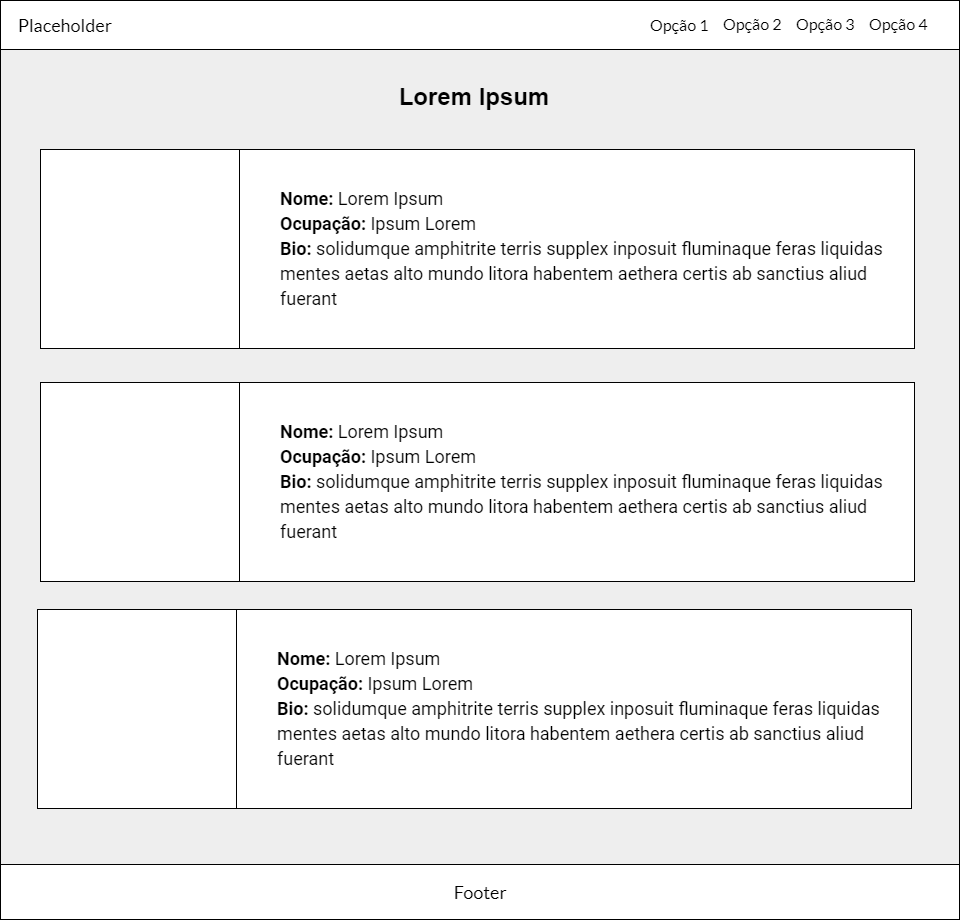 Placeholder
Opção 1 Opção 2 Opção 3 Opção 4
Lorem Ipsum
Nome: Lorem Ipsum
Ocupação: Ipsum Lorem
Bio: solidumque amphitrite terris supplex inposuit fluminaque feras liquidas
mentes aetas alto mundo litora habentem aethera certis ab sanctius aliud
fuerant
Nome: Lorem Ipsum
Ocupação: Ipsum Lorem
Bio: solidumque amphitrite terris supplex inposuit fluminaque feras liquidas
mentes aetas alto mundo litora habentem aethera certis ab sanctius aliud
fuerant
Nome: Lorem Ipsum
Ocupação: Ipsum Lorem
Bio: solidumque amphitrite terris supplex inposuit fluminaque feras liquidas
mentes aetas alto mundo litora habentem aethera certis ab sanctius aliud
fuerant
Footer